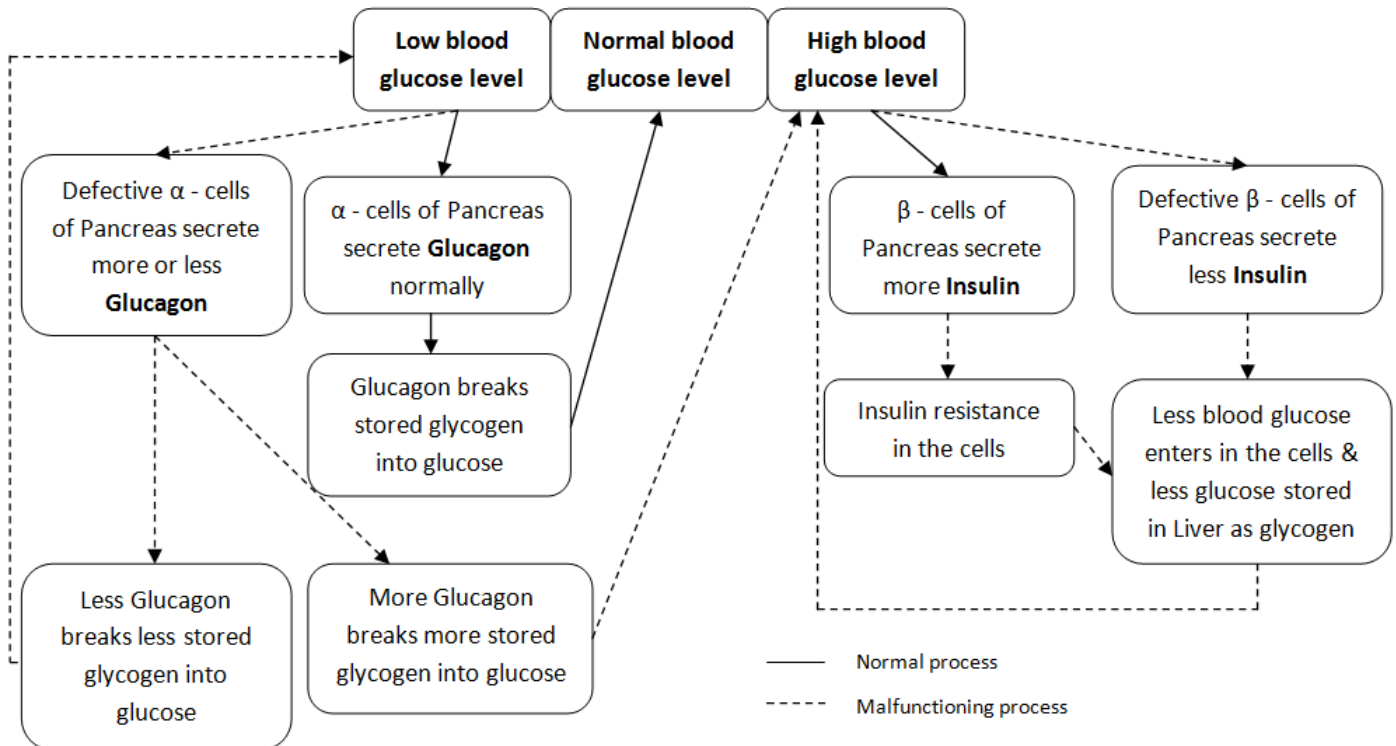 Low blood
glucose level
Normal blood
glucose level
High blood
glucose level
Defective α - cells
of Pancreas secrete
more or less
Glucagon
α - cells of Pancreas
secrete Glucagon
normally
β - cells of
Pancreas secrete
more Insulin
Defective β - cells of
Pancreas secrete
less Insulin
Glucagon breaks
stored glycogen
into glucose
Insulin resistance
in the cells
Less blood glucose
enters in the cells &
less glucose stored
in Liver as glycogen
Less Glucagon
breaks less stored
glycogen into
glucose
More Glucagon
breaks more stored
glycogen into glucose
Normal process
Malfunctioning process